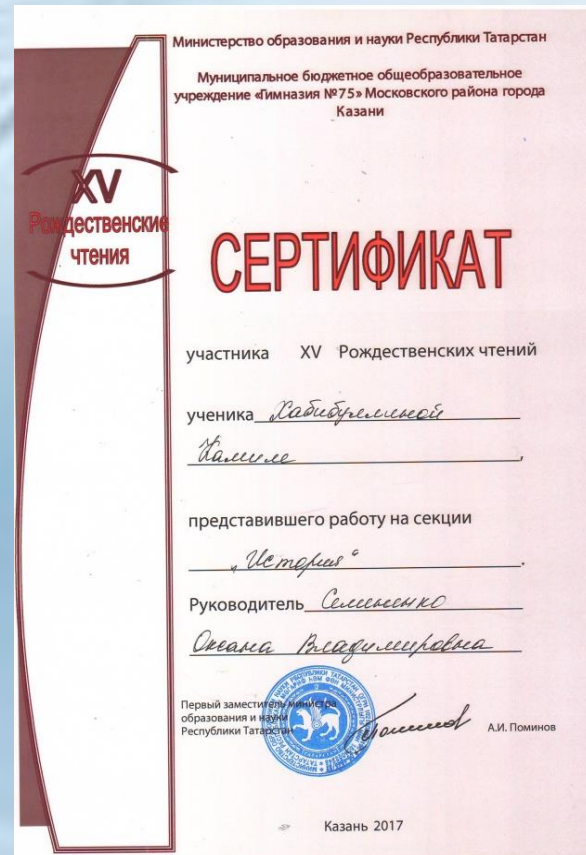 Министерство образования и науки Республики Татарстан
Муниципальное бюджетное общеобразовательное
учреждение «Гимназия №75» Московского района города
Казани
XV
Рождественские
чтения
СЕРТИФИКАТ
участника XV Рождественских чтений
ученика Хабибуллиной
Камиле
представившего работу на секции
„История“.
Руководитель Семененко
Оксана Владимировна
Первый заместитель министра
образования и науки
Республики Татарстан
А.И. Поминов
Казань 2017